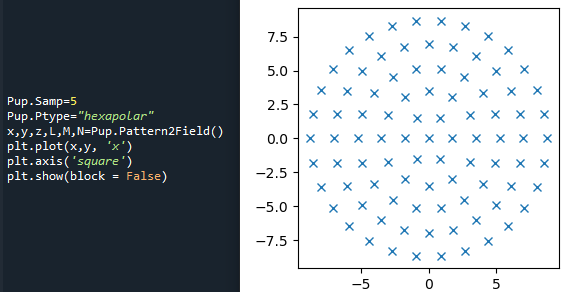 Pup.Samp=5
Pup.Ptype="hexapolar"
x,y,z,L,M,N=Pup.Pattern2Field()
plt.plot(x,y, 'x')
plt.axis('square')
plt.show(block = False)
7.5
5.0
2.5
0.0
−2.5
−5.0
−7.5
−5
0
5